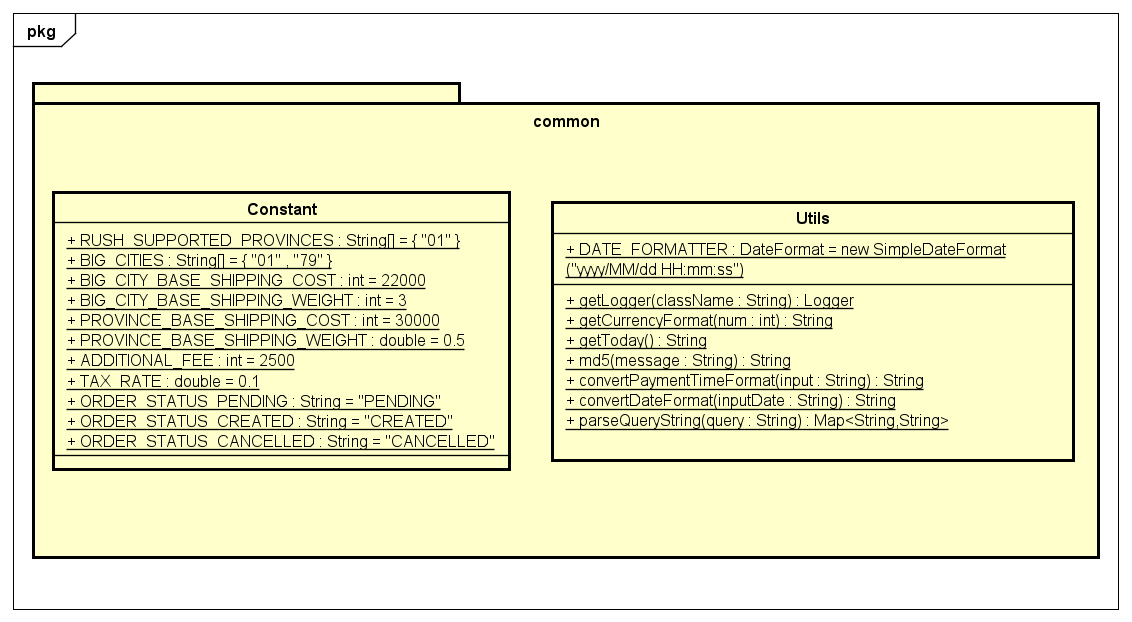 pkg
common
Constant
+ RUSH_SUPPORTED_PROVINCES : String[] = { "01" }
+ BIG_CITIES : String[] = { "01" , "79" }
+ BIG_CITY_BASE_SHIPPING_COST : int = 22000
+ BIG_CITY_BASE_SHIPPING_WEIGHT : int = 3
+ PROVINCE_BASE_SHIPPING_COST : int = 30000
+ PROVINCE_BASE_SHIPPING_WEIGHT : double = 0.5
+ ADDITIONAL_FEE : int = 2500
+ TAX_RATE : double = 0.1
+ ORDER_STATUS_PENDING : String = "PENDING"
+ ORDER_STATUS_CREATED : String = "CREATED"
+ ORDER_STATUS_CANCELLED : String = "CANCELLED"
Utils
+ DATE_FORMATTER : DateFormat = new SimpleDateFormat
("yyyy/MM/dd HH:mm:ss")
+ getLogger(className : String) : Logger
+ getCurrencyFormat(num : int) : String
+ getToday() : String
+ md5(message : String) : String
+ convertPaymentTimeFormat(input : String) : String
+ convertDateFormat(inputDate : String) : String
+ parseQueryString(query : String) : Map<String,String>